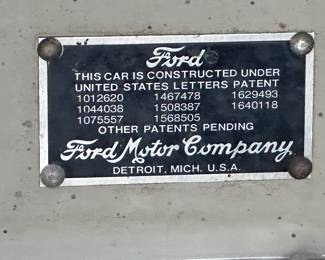 Ford
THIS CAR IS CONSTRUCTED UNDER
UNITED STATES LETTERS PATENT
1012620 1467478 1629493
1044038 1508387 1640118
1075557 1568505
OTHER PATENTS PENDING
Ford Motor Company,
DETROIT, MICH. U.S.A.